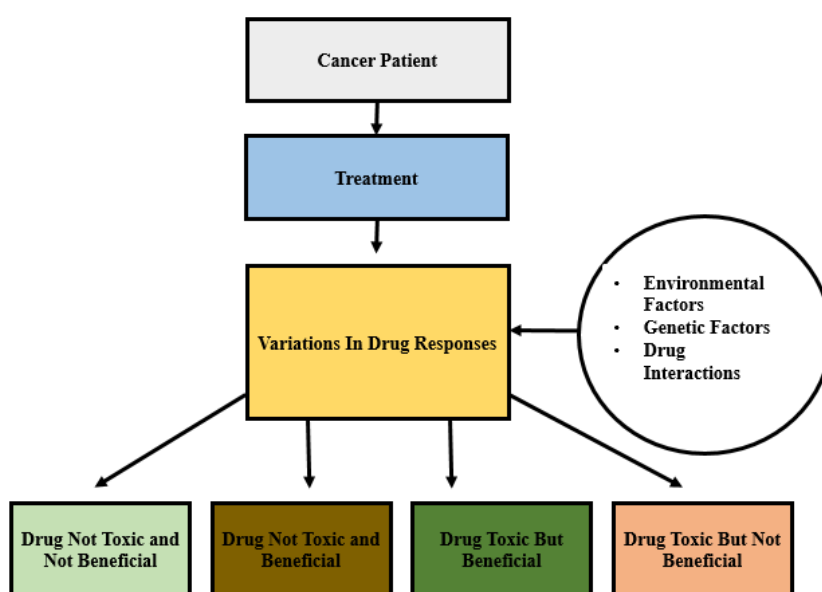 Cancer Patient
Treatment
Variations In Drug Responses
• Environmental
Factors
• Genetic Factors
• Drug
Interactions
Drug Not Toxic and
Not Beneficial
Drug Not Toxic and
Beneficial
Drug Toxic But
Beneficial
Drug Toxic But Not
Beneficial